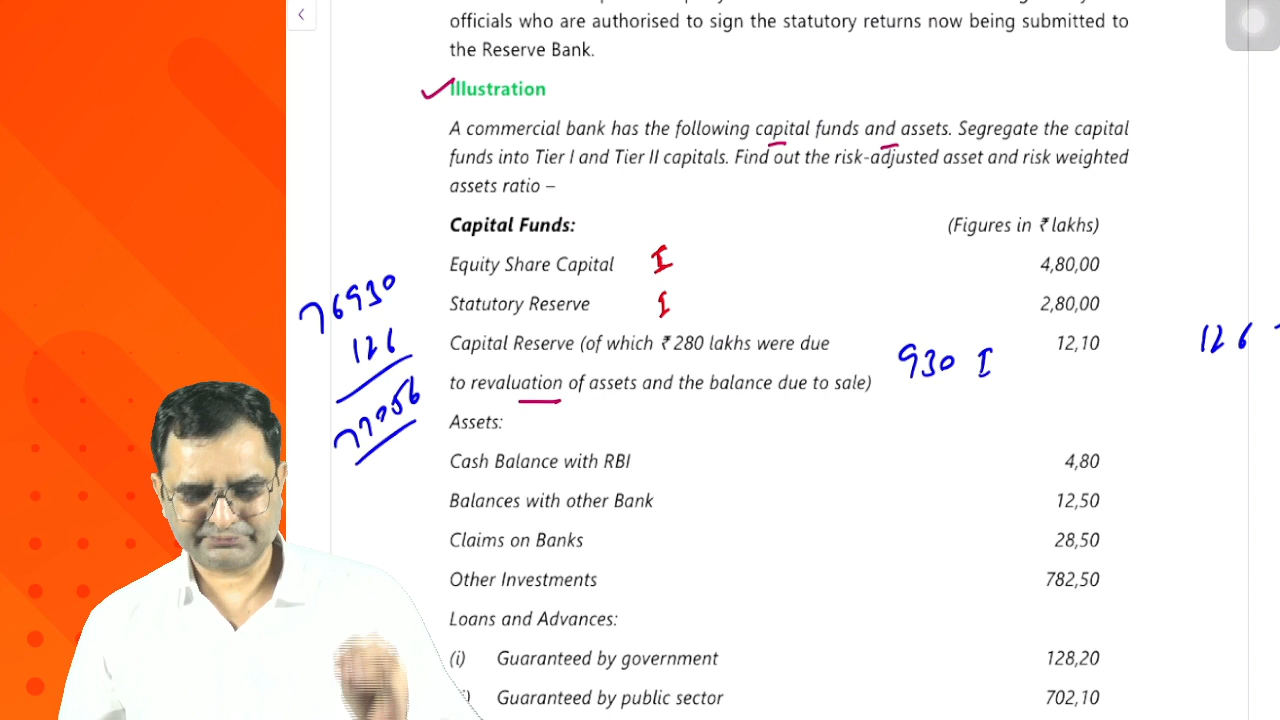 officials who are authorised to sign the statutory returns now being submitted to
the Reserve Bank.
Illustration
A commercial bank has the following capital funds and assets. Segregate the capital
funds into Tier I and Tier II capitals. Find out the risk-adjusted asset and risk weighted
assets ratio –
Capital Funds: (Figures in ₹ lakhs)
Equity Share Capital I 4,80,00
Statutory Reserve I 2,80,00
76930
126
77056
Capital Reserve (of which ₹ 280 lakhs were due 12,10
930 I
126
to revaluation of assets and the balance due to sale)
Assets:
Cash Balance with RBI 4,80
Balances with other Bank 12,50
Claims on Banks 28,50
Other Investments 782,50
Loans and Advances:
(i) Guaranteed by government 128,20
Guaranteed by public sector 702,10